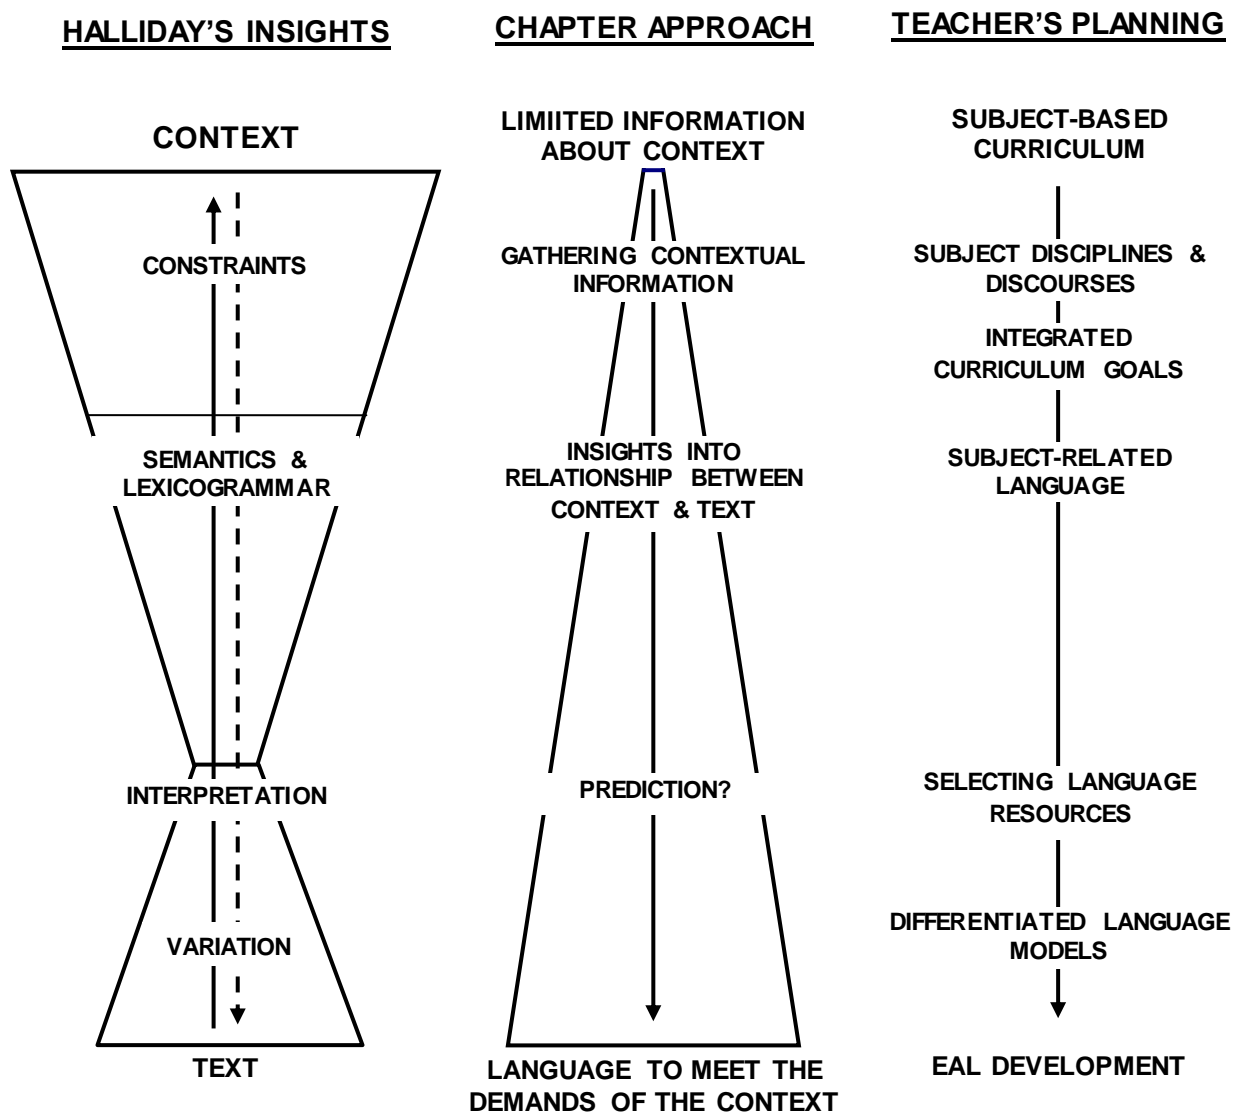 HALLIDAY'S INSIGHTS
CONTEXT
CONSTRAINTS
SEMANTICS &
LEXICOGRAMMAR
INTERPRETATION
VARIATION
TEXT
CHAPTER APPROACH
LIMIITED INFORMATION
ABOUT CONTEXT
GATHERING CONTEXTUAL
INFORMATION
INSIGHTS INTO
RELATIONSHIP BETWEEN
CONTEXT & TEXT
PREDICTION?
LANGUAGE TO MEET THE
DEMANDS OF THE CONTEXT
TEACHER'S PLANNING
SUBJECT-BASED
CURRICULUM
SUBJECT DISCIPLINES &
DISCOURSES
INTEGRATED
CURRICULUM GOALS
SUBJECT-RELATED
LANGUAGE
SELECTING LANGUAGE
RESOURCES
DIFFERENTIATED LANGUAGE
MODELS
EAL DEVELOPMENT